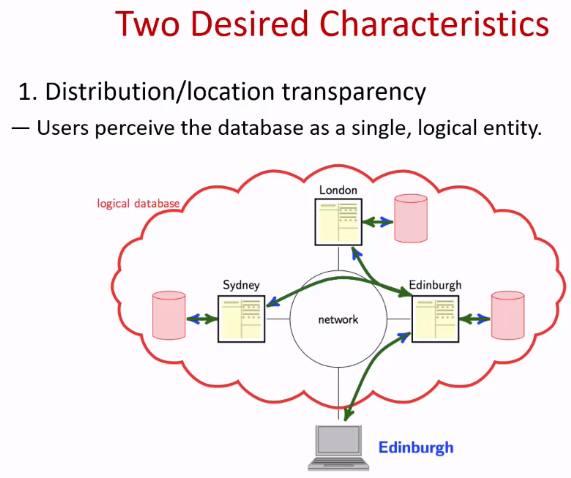 Two Desired Characteristics
1. Distribution/location transparency
— Users perceive the database as a single, logical entity.
London
logical database
Sydney
Edinburgh
network
Edinburgh